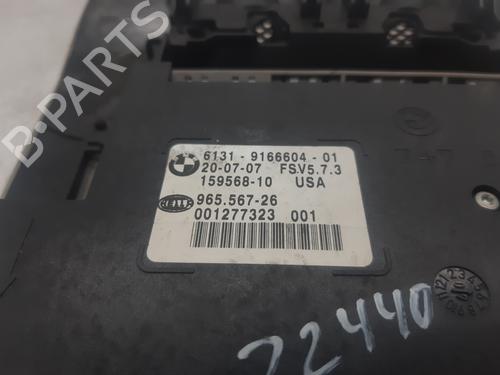 B-PARTS
6131 - 9166604 - 01
20-07-07 FS.V5.7.3
159568-10 USA
HELLA
965.567-26
001277323 001
22440